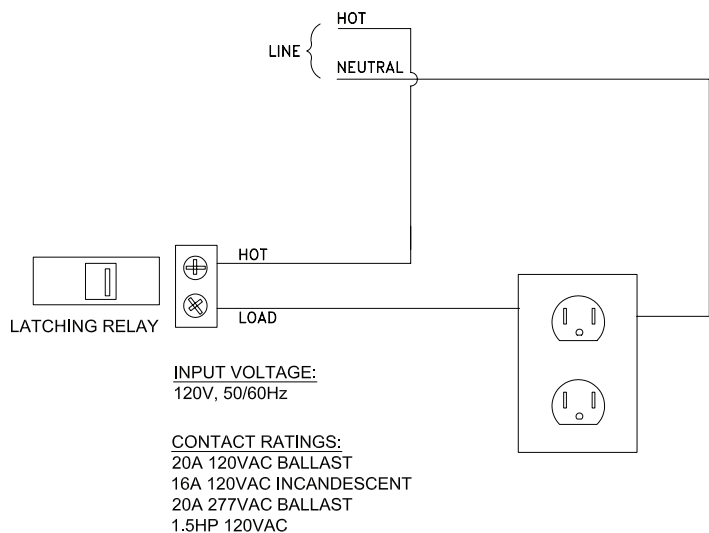 HOT
LINE
NEUTRAL
HOT
LATCHING RELAY
LOAD
INPUT VOLTAGE:
120V, 50/60Hz
CONTACT RATINGS:
20A 120VAC BALLAST
16A 120VAC INCANDESCENT
20A 277VAC BALLAST
1.5HP 120VAC